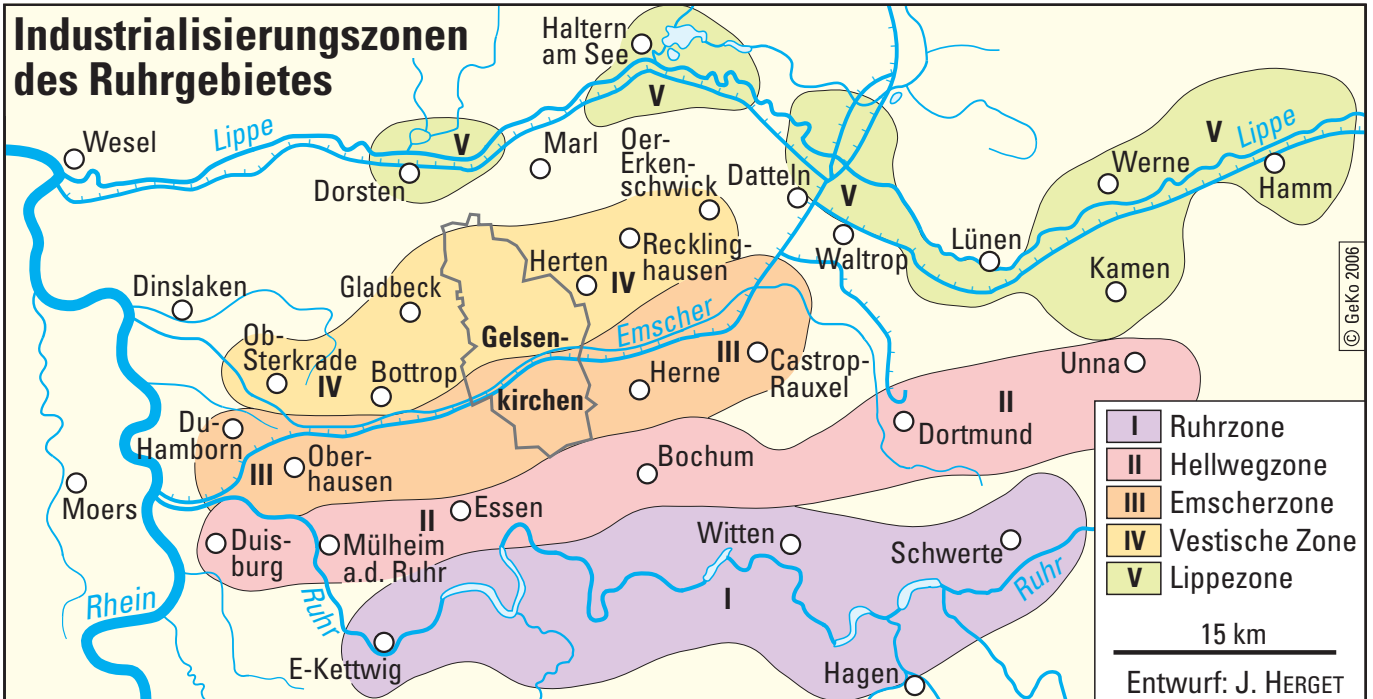 Industrialisierungszonen
des Ruhrgebietes
Haltern
am See
V
Wesel
Lippe
V
Marl
Dorsten
Oer-
Erken-
schwick
Datteln
V
Waltrop
Lünen
Werne
V
Lippe
Hamm
Kamen
© GeKo 2006
Dinslaken
Gladbeck
Herten
IV
Reckling-
hausen
Ob-
Sterkrade
IV
Bottrop
Gelsen-
kirchen
Emscher
Herne
III
Castrop-
Rauxel
Unna
II
Dortmund
Du-
Hamborn
III
Ober-
hausen
Moers
Bochum
II
Essen
Duis-
burg
Mülheim
a.d. Ruhr
Rhein
Ruhr
E-Kettwig
Witten
I
Schwerte
Ruhr
Hagen
I Ruhrzone
II Hellwegzone
III Emscherzone
IV Vestische Zone
V Lippezone
15 km
Entwurf: J. HERGET